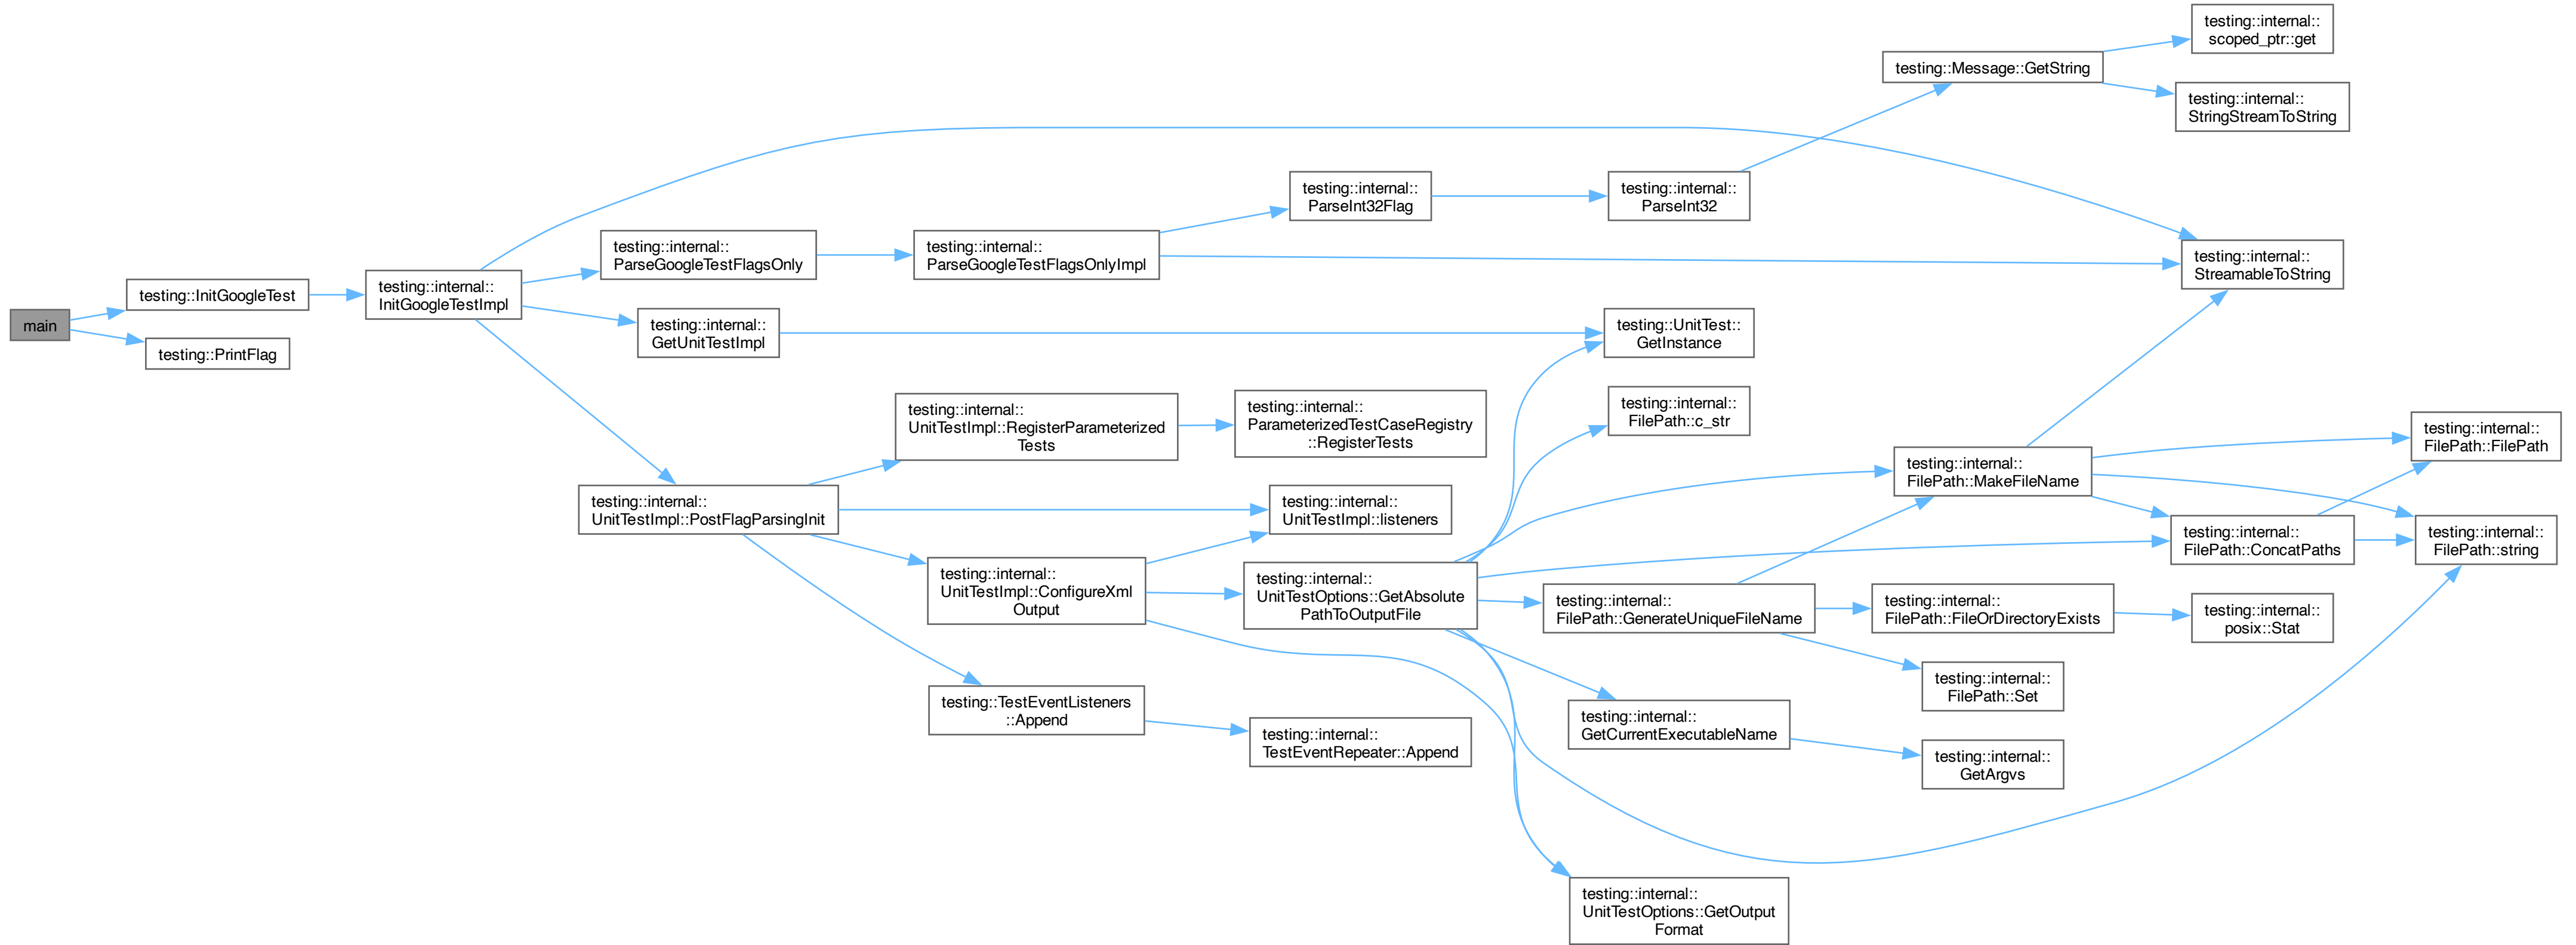 main
testing::InitGoogleTest
testing::PrintFlag
testing::internal::
InitGoogleTestImpl
testing::internal::
ParseGoogleTestFlagsOnly
testing::internal::
GetUnitTestImpl
testing::internal::
UnitTestImpl::PostFlagParsingInit
testing::internal::
ParseGoogleTestFlagsOnlyImpl
testing::internal::
UnitTestImpl::RegisterParameterized
Tests
testing::internal::
UnitTestImpl::ConfigureXml
Output
testing::TestEventListeners
::Append
testing::internal::
ParseInt32Flag
testing::internal::
ParameterizedTestCaseRegistry
::RegisterTests
testing::internal::
UnitTestImpl::listeners
testing::internal::
UnitTestOptions::GetAbsolute
PathToOutputFile
testing::internal::
TestEventRepeater::Append
testing::internal::
ParseInt32
testing::UnitTest::
GetInstance
testing::internal::
FilePath::c_str
testing::internal::
FilePath::GenerateUniqueFileName
testing::internal::
GetCurrentExecutableName
testing::internal::
UnitTestOptions::GetOutput
Format
testing::Message::GetString
testing::internal::
FilePath::MakeFileName
testing::internal::
FilePath::FileOrDirectoryExists
testing::internal::
FilePath::Set
testing::internal::
GetArgvs
testing::internal::
scoped_ptr::get
testing::internal::
StringStreamToString
testing::internal::
StreamableToString
testing::internal::
FilePath::ConcatPaths
testing::internal::
posix::Stat
testing::internal::
FilePath::FilePath
testing::internal::
FilePath::string